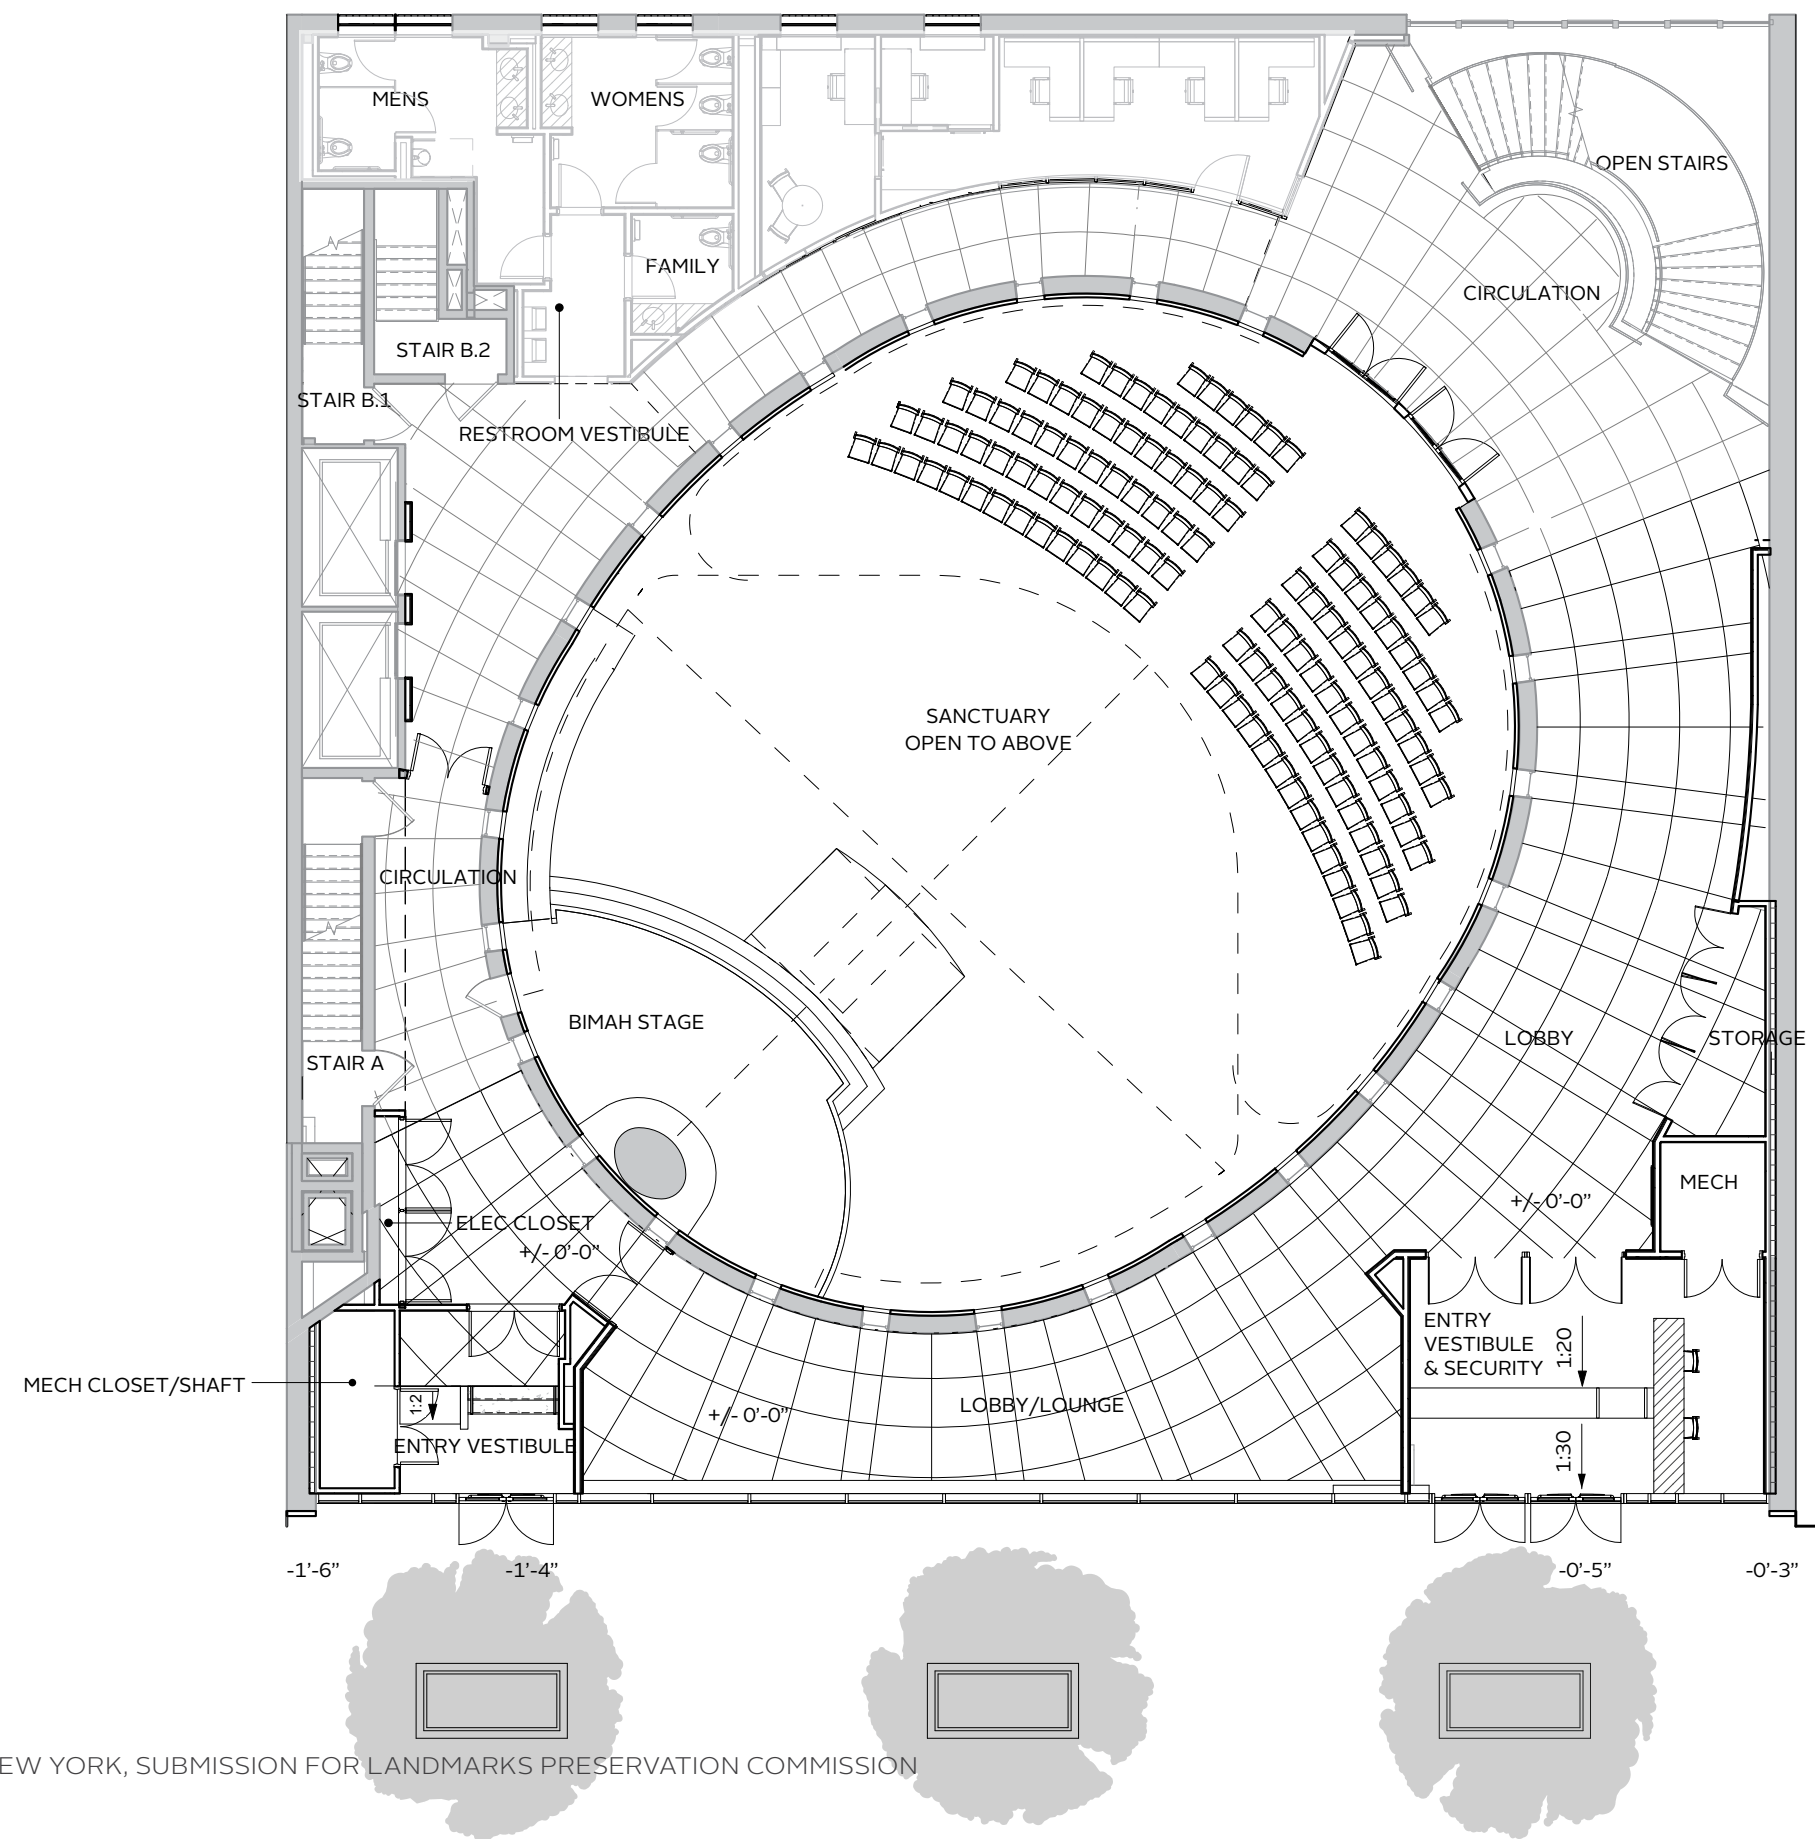 MENS
WOMENS
OPEN STAIRS
FAMILY
CIRCULATION
STAIR B.2
STAIR B.1
RESTROOM VESTIBULE
SANCTUARY
OPEN TO ABOVE
CIRCULATION
BIMAH STAGE
LOBBY
STORAGE
STAIR A
MECH
+/- 0'-0”
ELEC CLOSET
+/- 0'-0”
ENTRY
VESTIBULE
& SECURITY
1:20
MECH CLOSET/SHAFT
1:2
+/- 0'-0”
LOBBY/LOUNGE
ENTRY VESTIBULE
1:30
-1'-6”
-1'-4”
-0'-5”
-0'-3”
EW YORK, SUBMISSION FOR LANDMARKS PRESERVATION COMMISSION